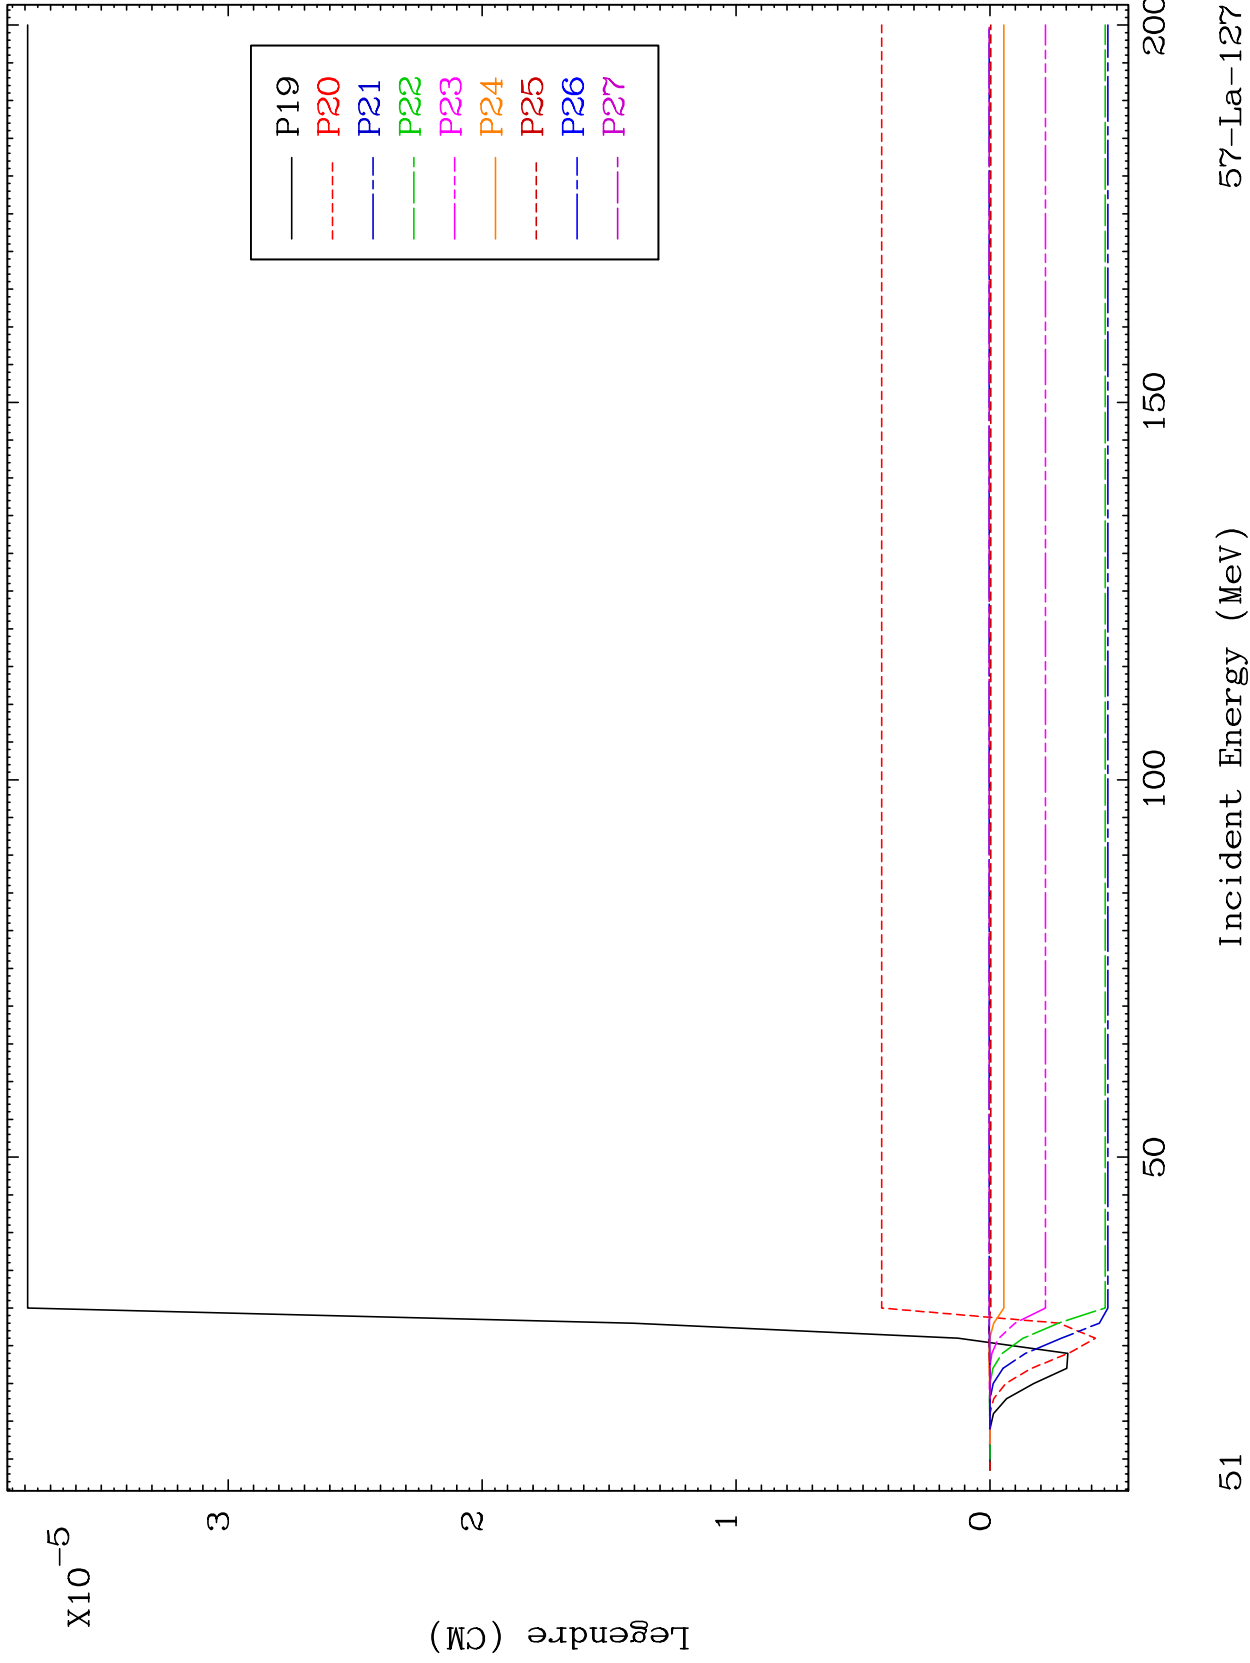 X10-5
3
2
1
0
Legendre (CM)
P19
P20
P21
P22
P23
P24
P25
P26
P27
50
100
150
200
Incident Energy (MeV)
51
57-La-127